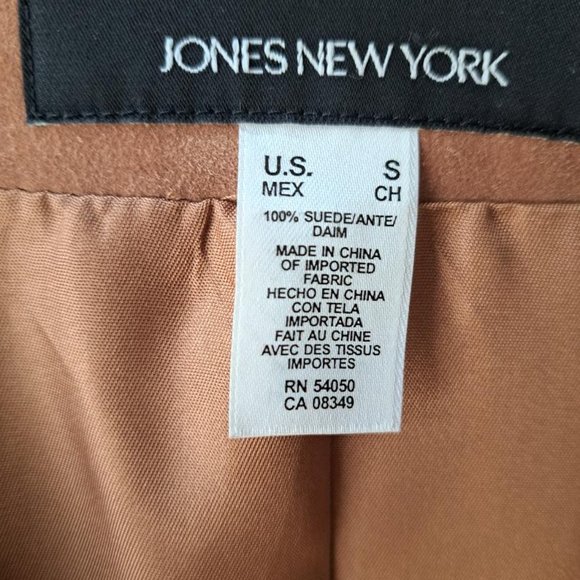 JONES NEW YORK
U.S. S
MEX CH
100% SUEDE/ANTE/
DAIM
MADE IN CHINA
OF IMPORTED
FABRIC
HECHO EN CHINA
CON TELA
IMPORTADA
FAIT AU CHINE
AVEC DES TISSUS
IMPORTES
RN 54050
CA 08349